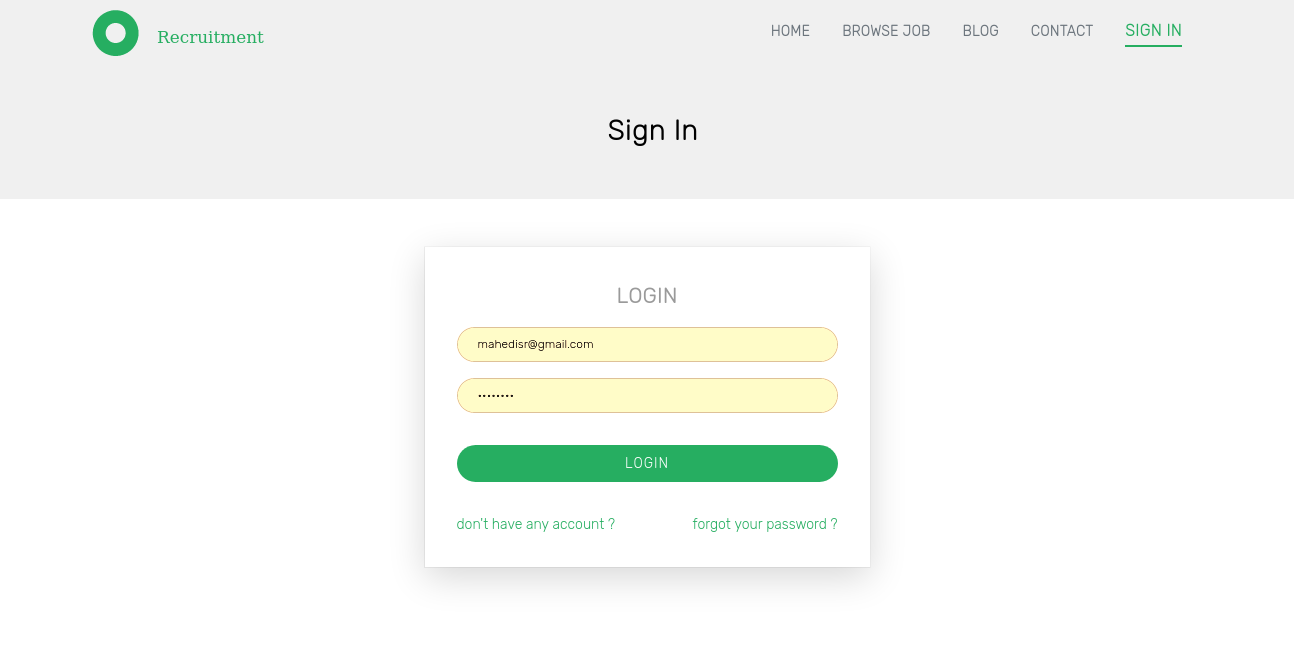 Recruitment
HOME BROWSE JOB BLOG CONTACT SIGN IN
Sign In
LOGIN
mahedisr@gmail.com
••••••••
LOGIN
don't have any account ? forgot your password ?